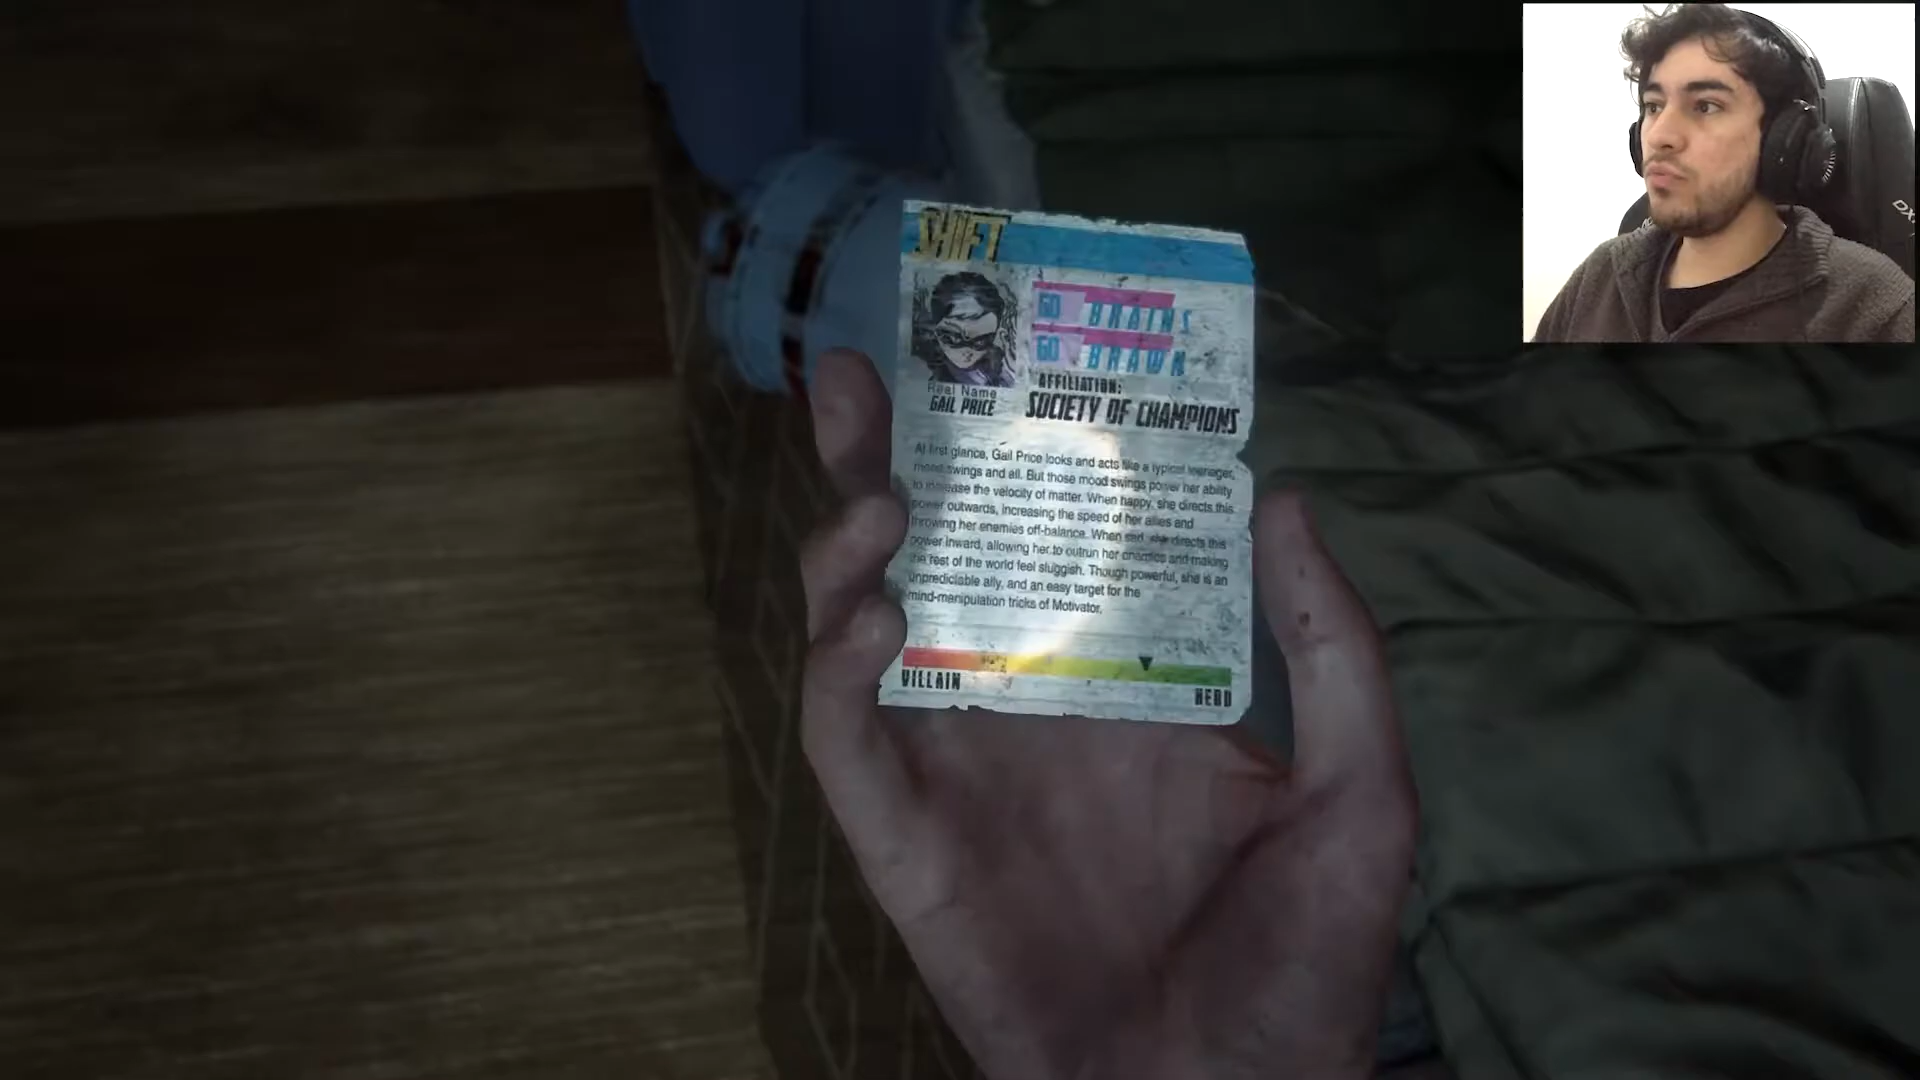 SHIFT
60 BRAINS
60 BRAWN
Real Name
GAIL PRICE
AFFILIATION:
SOCIETY OF CHAMPIONS
At first glance, Gail Price looks and acts like a typical teenager,
mood swings and all. But those mood swings power her ability
to increase the velocity of matter. When happy, she directs this
power outwards, increasing the speed of her allies and
throwing her enemies off-balance. When sad, she directs this
power inward, allowing her to outrun her enemies and making
the rest of the world feel sluggish. Though powerful, she is an
unpredictable ally, and an easy target for the
mind-manipulation tricks of Motivator.
VILLAIN
HERO